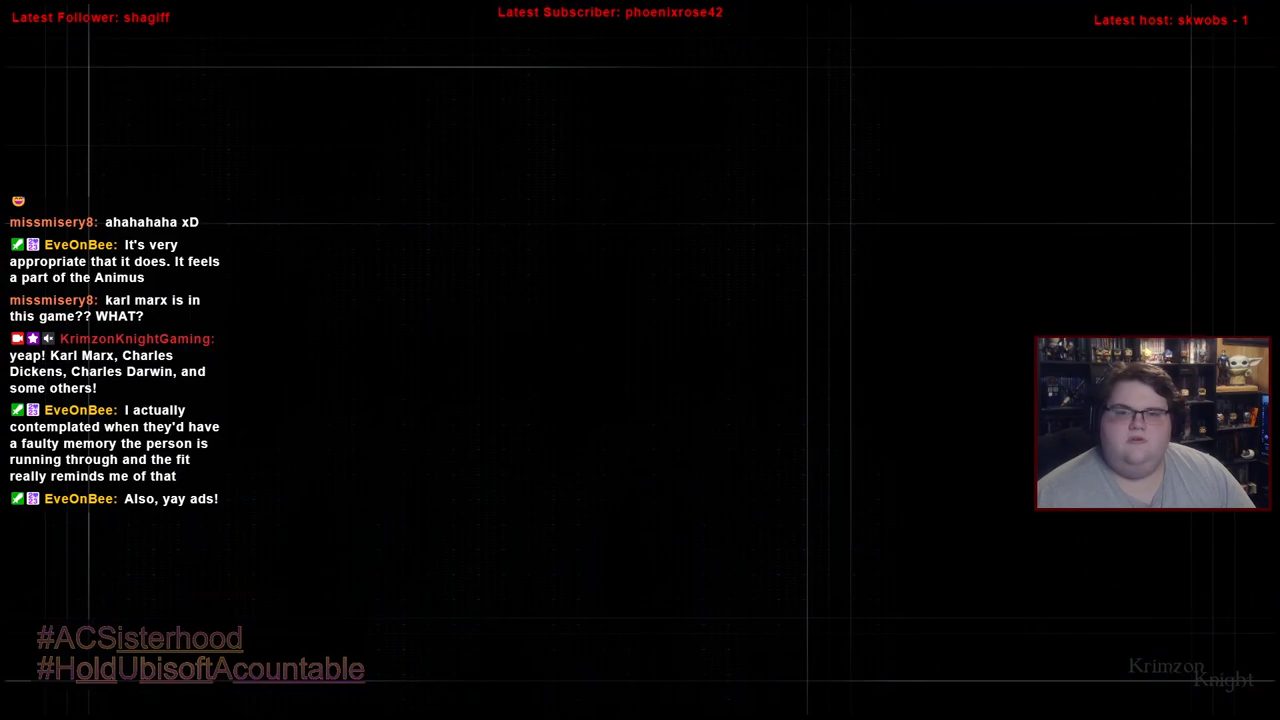 Latest Follower: shagiff
Latest Subscriber: phoenixrose42
Latest host: skwobs - 1
missmisery8: ahahahaha xD
EveOnBee: It's very
appropriate that it does. It feels
a part of the Animus
missmisery8: karl marx is in
this game?? WHAT?
KrimzonKnightGaming:
yeap! Karl Marx, Charles
Dickens, Charles Darwin, and
some others!
EveOnBee: I actually
contemplated when they'd have
a faulty memory the person is
running through and the fit
really reminds me of that
EveOnBee: Also, yay ads!
#ACSisterhood
#HoldUbisoftAcountable
Krimzon
Knight